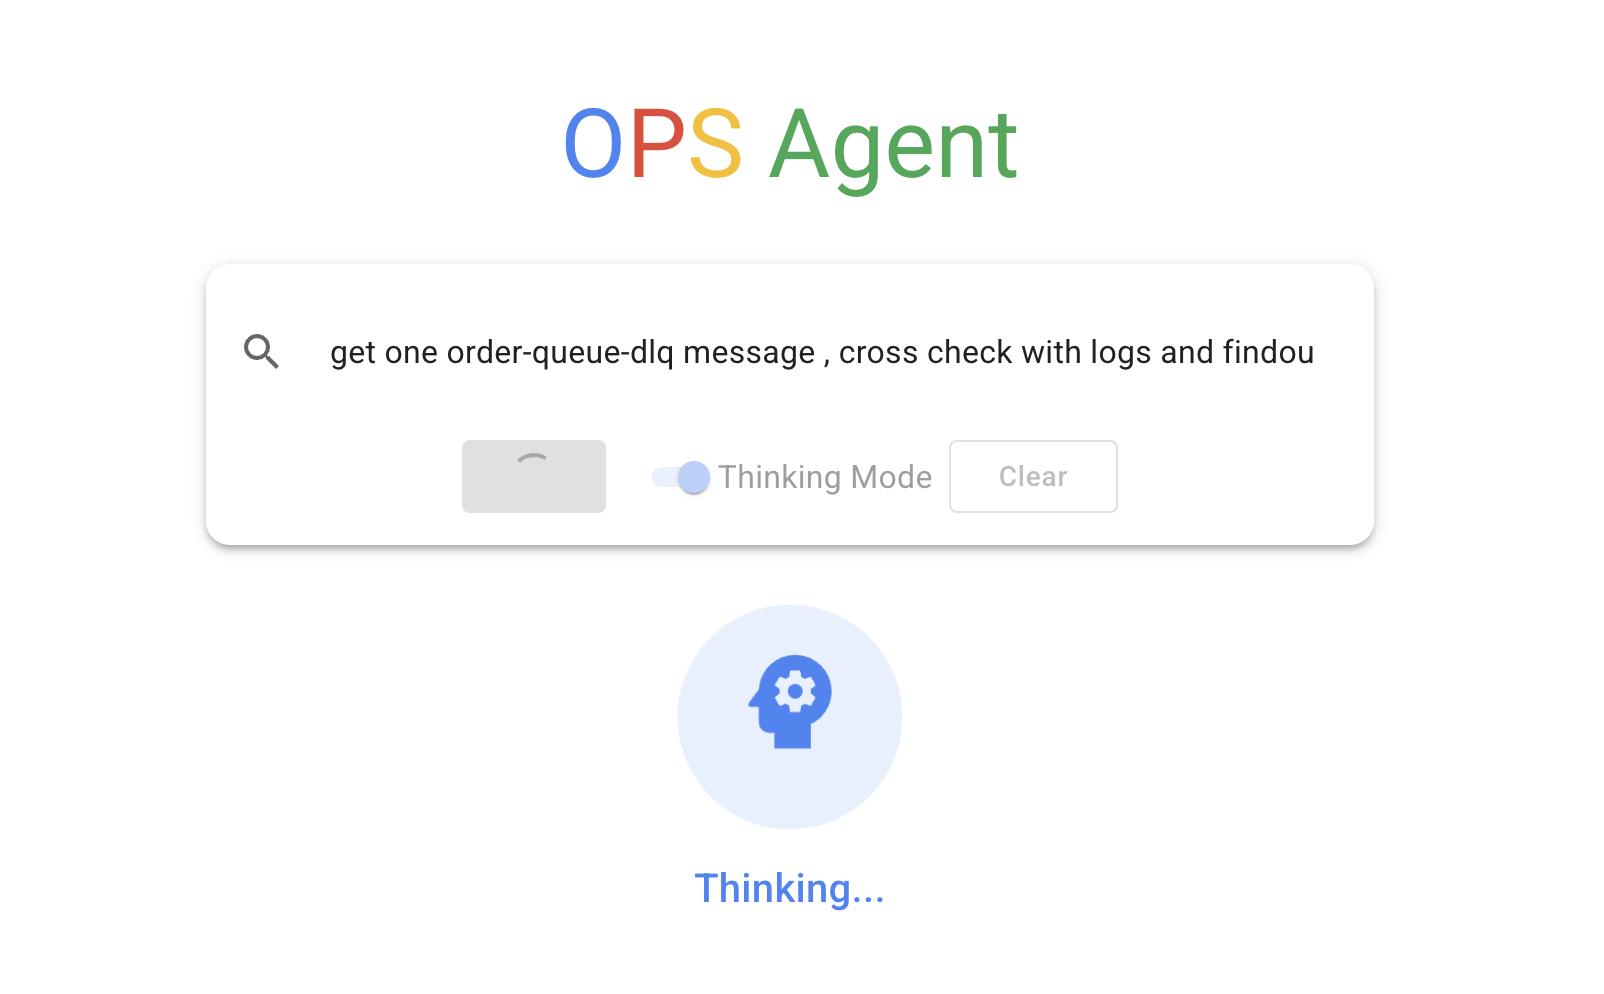 OPS Agent
get one order-queue-dlq message , cross check with logs and findou
Thinking Mode
Clear
Thinking...